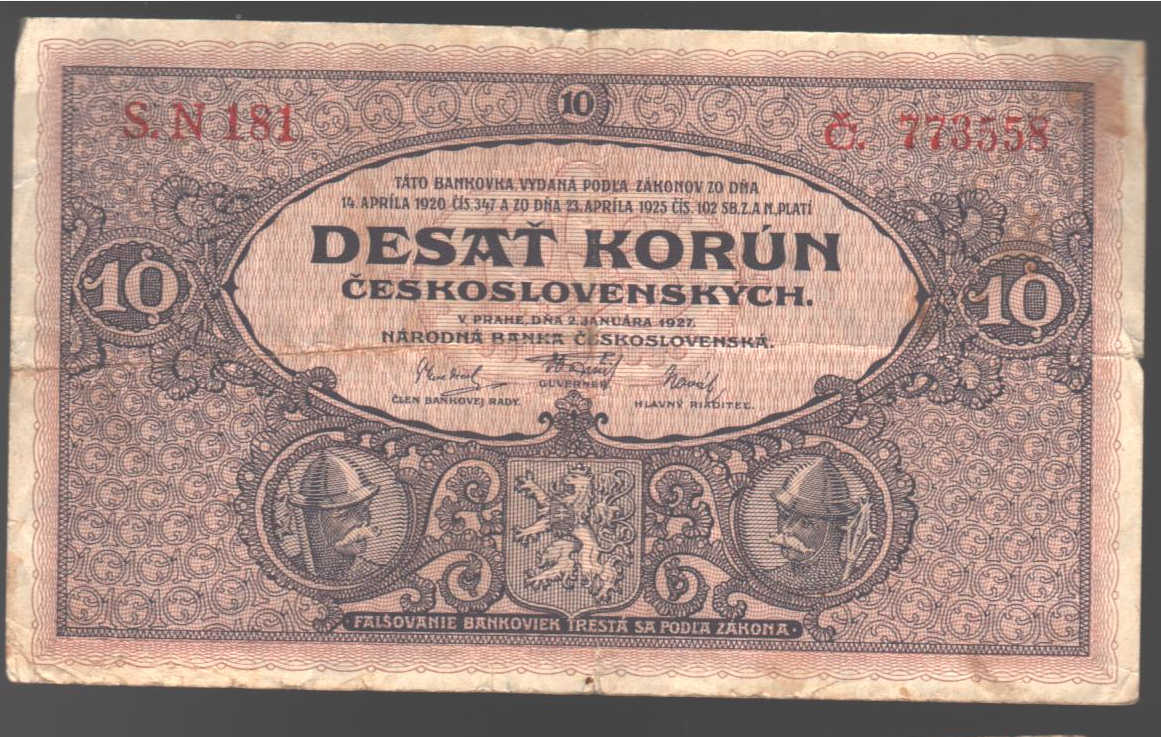 10
S. N 181
Č. 773558
TÁTO BANKOVKA VYDANÁ PODĽA ZÁKONOV ZO DŇA
14. APRÍLA 1920 ČÍS. 347 A ZO DŇA 23. APRÍLA 1925 ČÍS. 102 SB. Z. A N. PLATÍ
DESAŤ KORÚN
ČESKOSLOVENSKÝCH.
10
10
V PRAHE, DŇA 2. JANUÁRA 1927.
NÁRODNÁ BANKA ČESKOSLOVENSKÁ.
GUVERNER.
ČLEN BANKOVEJ RADY.
HLAVNÝ RIADITEĽ.
FALŠOVANIE BANKOVIEK TRESTÁ SA PODĽA ZÁKONA